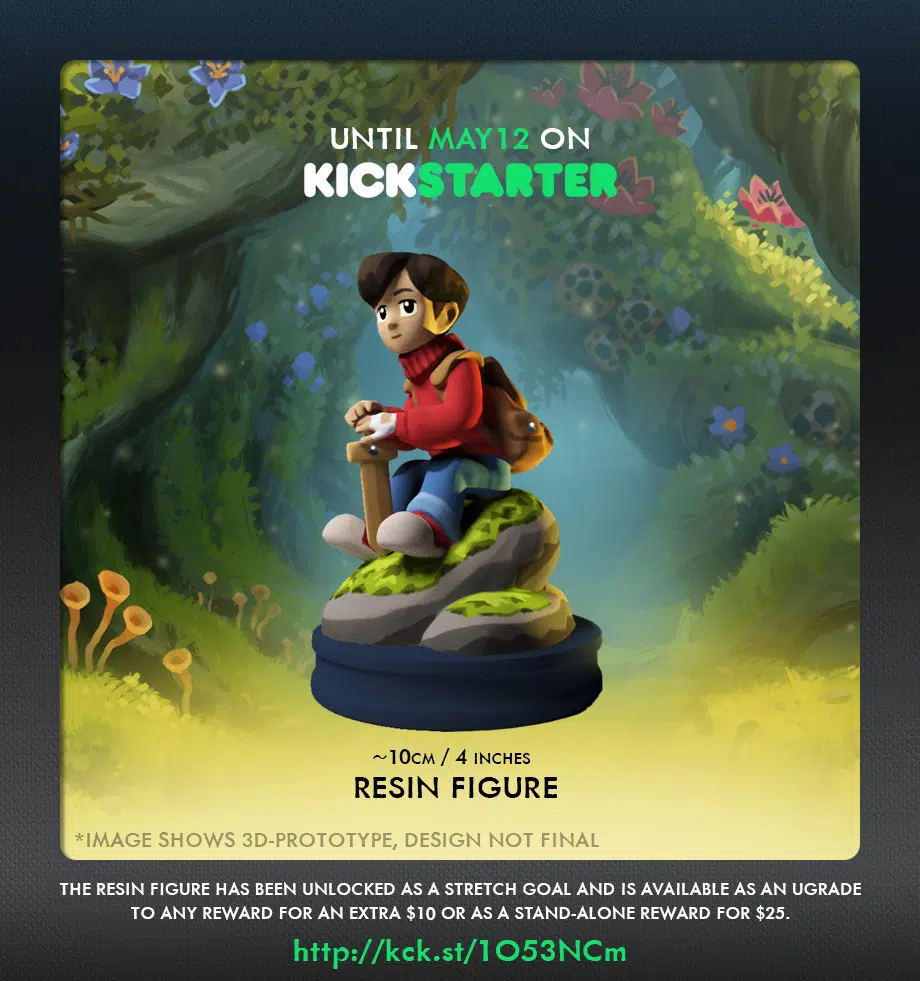 UNTIL MAY12 ON
KICKSTARTER
~10CM / 4 INCHES
RESIN FIGURE
*IMAGE SHOWS 3D-PROTOTYPE, DESIGN NOT FINAL
THE RESIN FIGURE HAS BEEN UNLOCKED AS A STRETCH GOAL AND IS AVAILABLE AS AN UGRADE
TO ANY REWARD FOR AN EXTRA $10 OR AS A STAND-ALONE REWARD FOR $25.
http://kck.st/1O53NCm